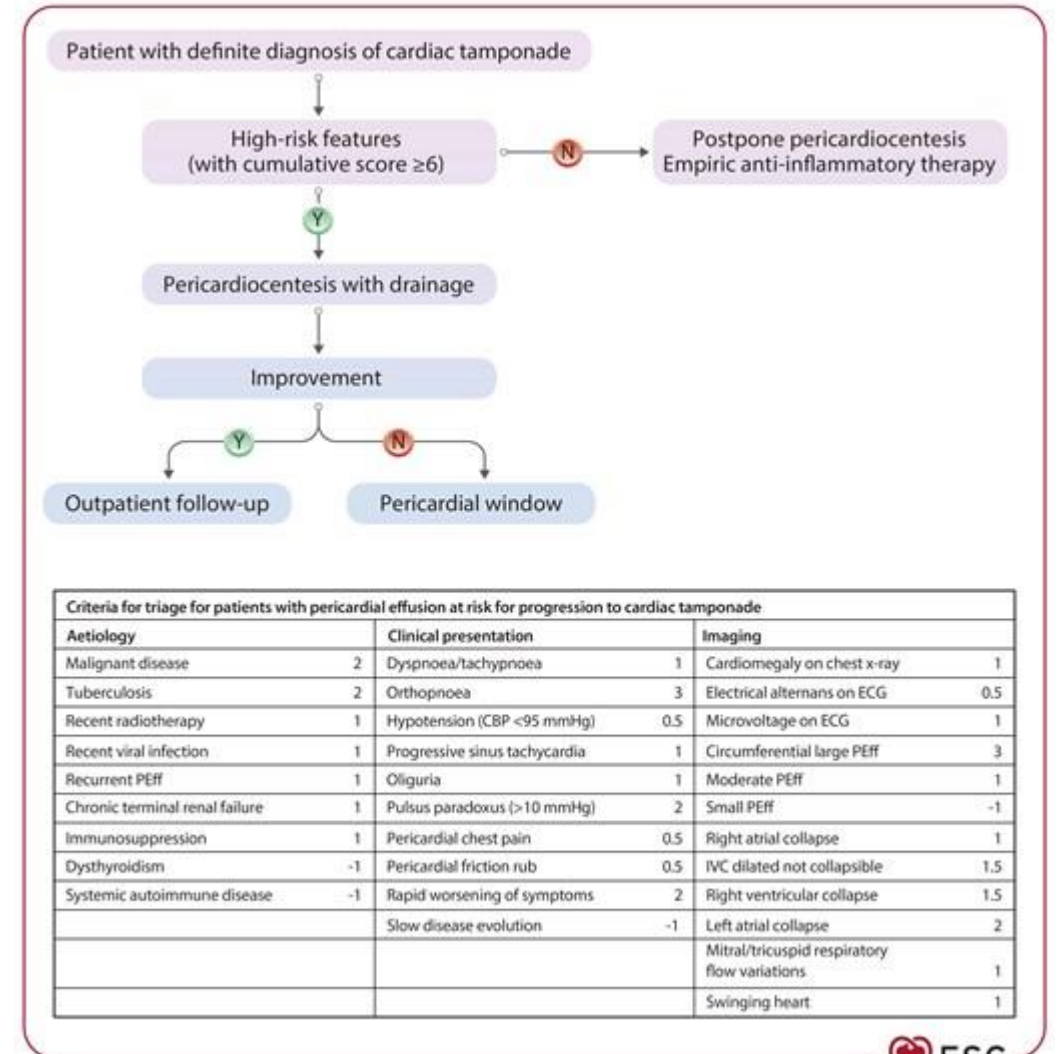 Patient with definite diagnosis of cardiac tamponade
High-risk features
(with cumulative score ≥6)
N
Postpone pericardiocentesis
Empiric anti-inflammatory therapy
Y
Pericardiocentesis with drainage
Improvement
Y
N
Outpatient follow-up
Pericardial window
Criteria for triage for patients with pericardial effusion at risk for progression to cardiac tamponade
Aetiology Clinical presentation Imaging
Malignant disease 2 Dyspnoea/tachypnoea 1 Cardiomegaly on chest x-ray 1
Tuberculosis 2 Orthopnoea 3 Electrical alternans on ECG 0.5
Recent radiotherapy 1 Hypotension (CBP <95 mmHg) 0.5 Microvoltage on ECG 1
Recent viral infection 1 Progressive sinus tachycardia 1 Circumferential large PEff 3
Recurrent PEff 1 Oliguria 1 Moderate PEff 1
Chronic terminal renal failure 1 Pulsus paradoxus (>10 mmHg) 2 Small PEff -1
Immunosuppression 1 Pericardial chest pain 0.5 Right atrial collapse 1
Dysthyroidism -1 Pericardial friction rub 0.5 IVC dilated not collapsible 1.5
Systemic autoimmune disease -1 Rapid worsening of symptoms 2 Right ventricular collapse 1.5
Slow disease evolution -1 Left atrial collapse 2
Mitral/tricuspid respiratory
flow variations 1
Swinging heart 1
ESC